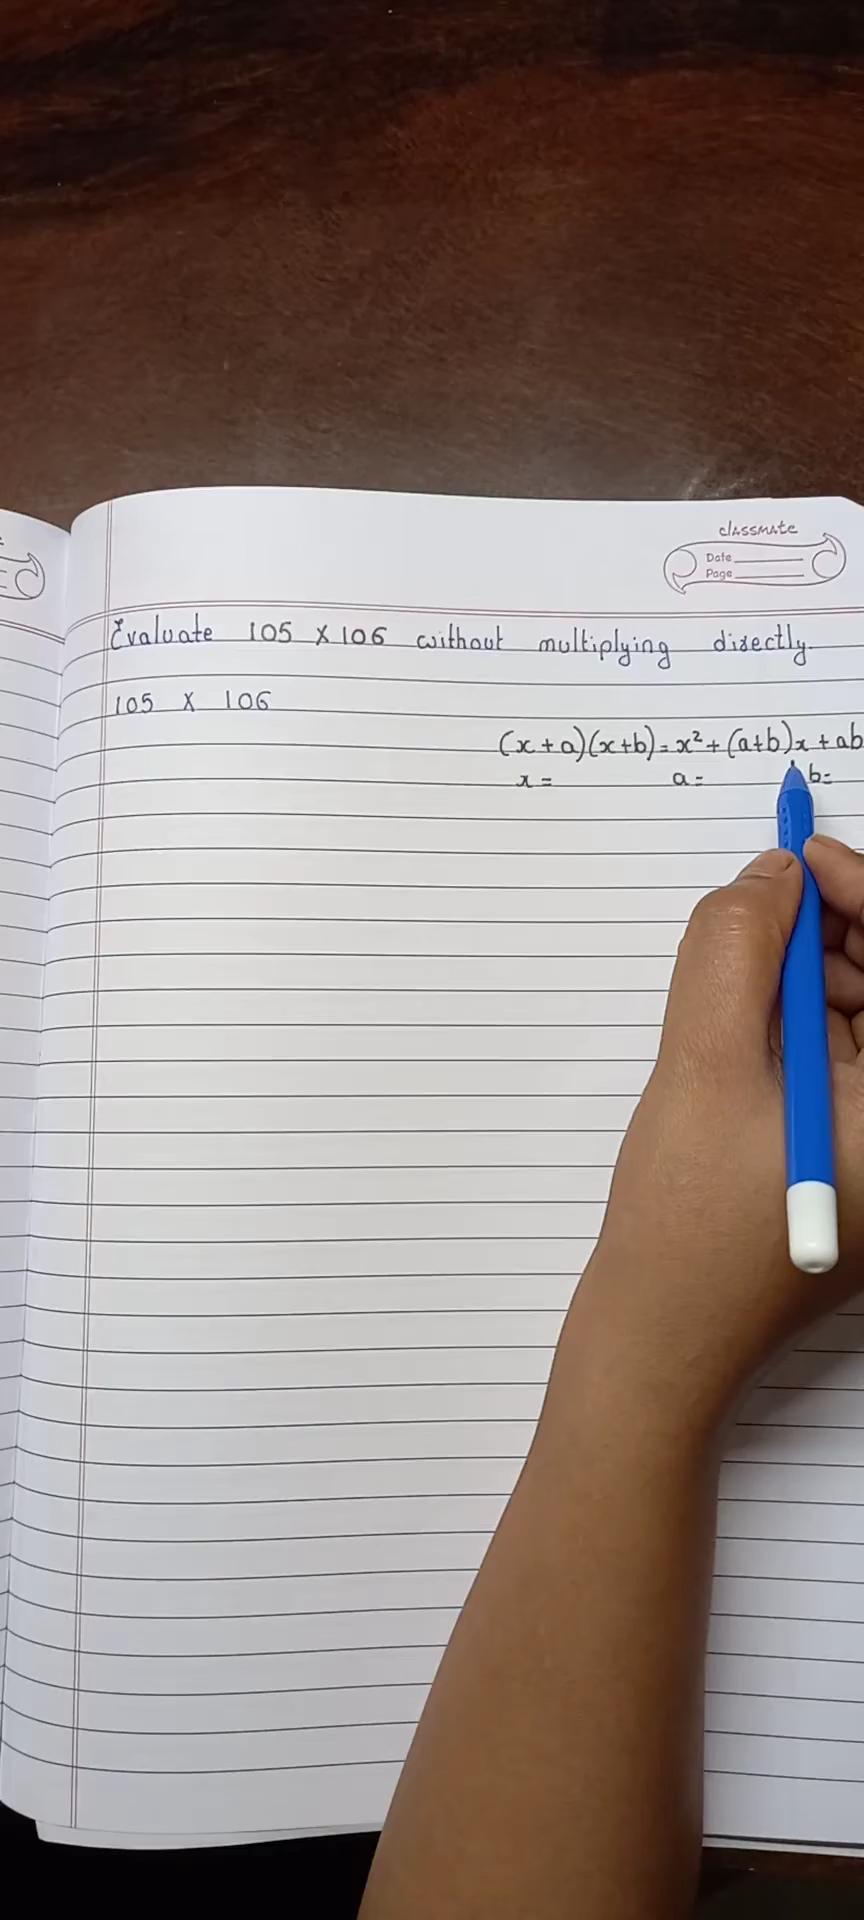 classmate
Date
Page
Evaluate 105 X 106 without multiplying directly.
105 X 106
(x+a)(x+b)=x²+(a+b)x+ab
x= a= b=